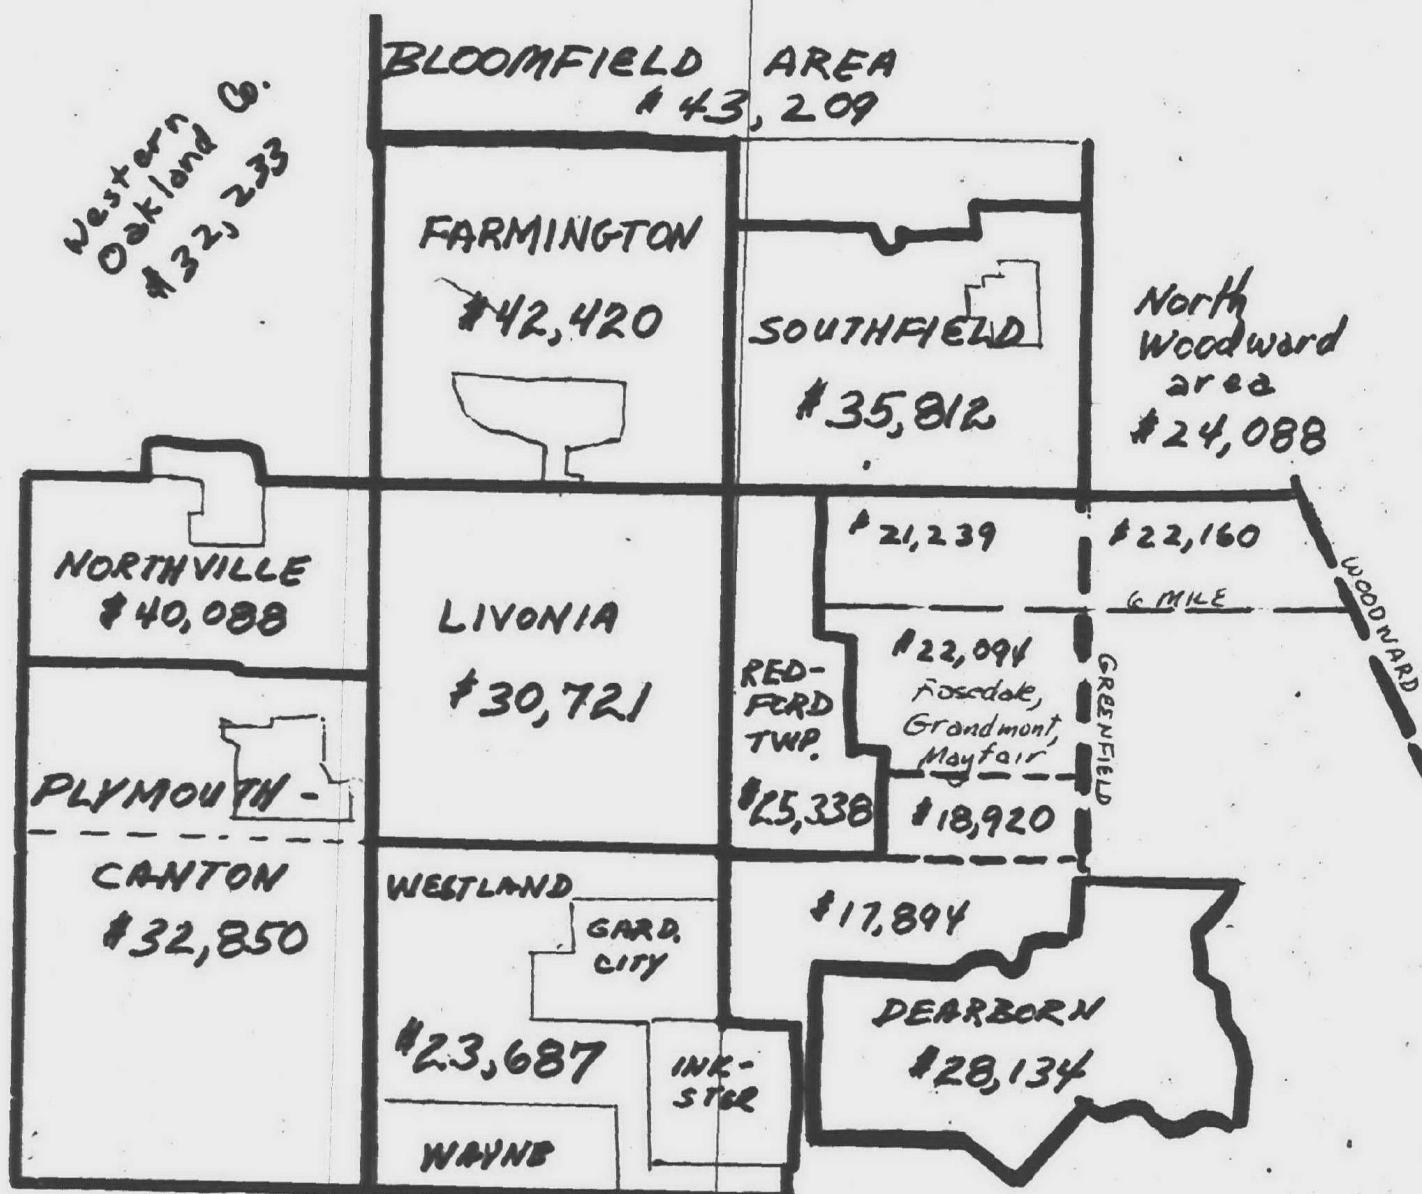 BLOOMFIELD AREA
$43,209
Western
Oakland Co.
$32,233
FARMINGTON
$42,420
SOUTHFIELD
$35,812
North
Woodward
area
$24,088
NORTHVILLE
$40,088
LIVONIA
$30,721
$21,239
$22,160
6 MILE
WOODWARD
GREENFIELD
$22,094
Rosedale,
Grandmont,
Mayfair
RED-
FORD
TWP.
$25,338
$18,920
PLYMOUTH -
CANTON
$32,850
WESTLAND
GARD.
CITY
$23,687
INK-
STER
WAYNE
$17,894
DEARBORN
$28,134